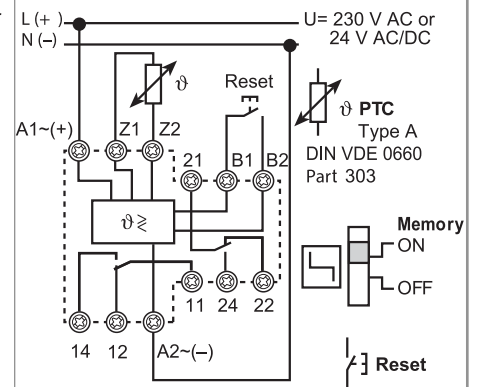 L (+)
U= 230 V AC or
N (–)
24 V AC/DC
ϑ
Reset
A1~(+)
Z1
Z2
ϑ PTC
Type A
DIN VDE 0660
Part 303
21
B1
B2
ϑ≷
Memory
ON
OFF
11
24
22
14
12
A2~(–)
Reset